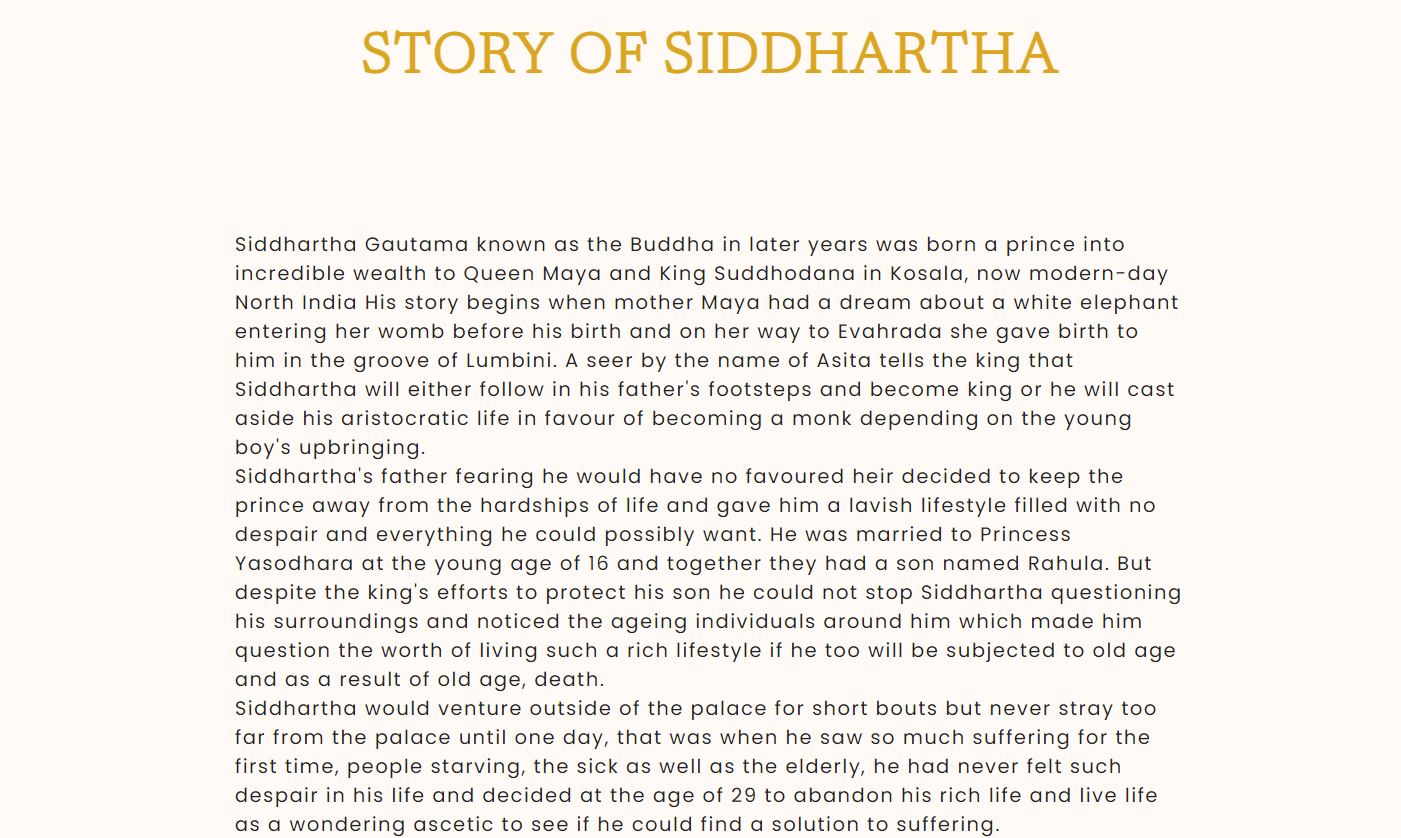 STORY OF SIDDHARTHA
Siddhartha Gautama known as the Buddha in later years was born a prince into
incredible wealth to Queen Maya and King Suddhodana in Kosala, now modern-day
North India His story begins when mother Maya had a dream about a white elephant
entering her womb before his birth and on her way to Evahrada she gave birth to
him in the groove of Lumbini. A seer by the name of Asita tells the king that
Siddhartha will either follow in his father's footsteps and become king or he will cast
aside his aristocratic life in favour of becoming a monk depending on the young
boy's upbringing.
Siddhartha's father fearing he would have no favoured heir decided to keep the
prince away from the hardships of life and gave him a lavish lifestyle filled with no
despair and everything he could possibly want. He was married to Princess
Yasodhara at the young age of 16 and together they had a son named Rahula. But
despite the king's efforts to protect his son he could not stop Siddhartha questioning
his surroundings and noticed the ageing individuals around him which made him
question the worth of living such a rich lifestyle if he too will be subjected to old age
and as a result of old age, death.
Siddhartha would venture outside of the palace for short bouts but never stray too
far from the palace until one day, that was when he saw so much suffering for the
first time, people starving, the sick as well as the elderly, he had never felt such
despair in his life and decided at the age of 29 to abandon his rich life and live life
as a wondering ascetic to see if he could find a solution to suffering.